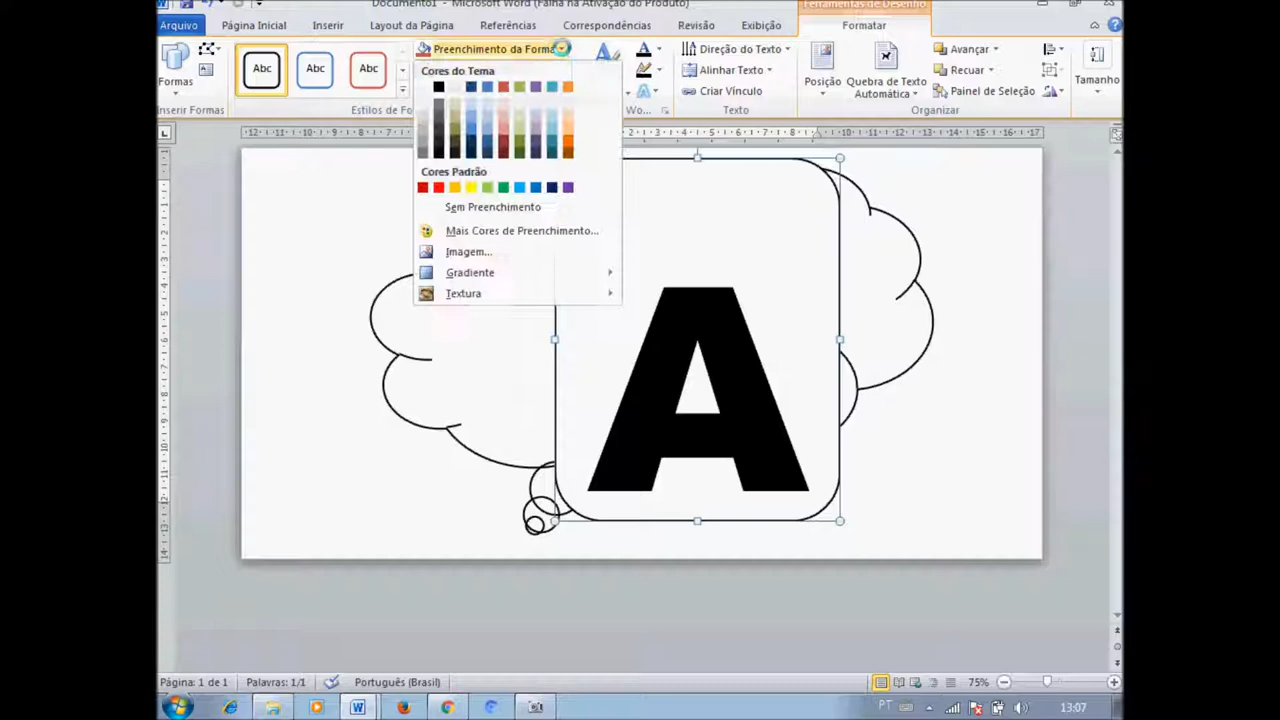 Documento1 - Microsoft Word (Falha na Ativação do Produto)
Ferramentas de Desenho
Arquivo Página Inicial Inserir Layout da Página Referências Correspondências Revisão Exibição Formatar
Preenchimento da Forma
Abc Abc Abc
Formas
Inserir Formas
Estilos de
Wo...
Direção do Texto
Alinhar Texto
Criar Vínculo
Texto
Posição
Quebra de Texto Automática
Avançar
Recuar
Painel de Seleção
Organizar
Tamanho
Cores do Tema
Cores Padrão
Sem Preenchimento
Mais Cores de Preenchimento...
Imagem...
Gradiente
Textura
A
Página: 1 de 1 Palavras: 1/1 Português (Brasil) 75%
PT 13:07